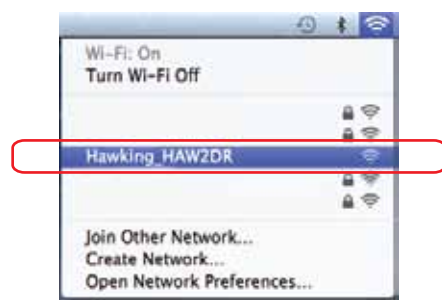 Wi-Fi: On
Turn Wi-Fi Off
Hawking_HAW2DR
Join Other Network...
Create Network...
Open Network Preferences...